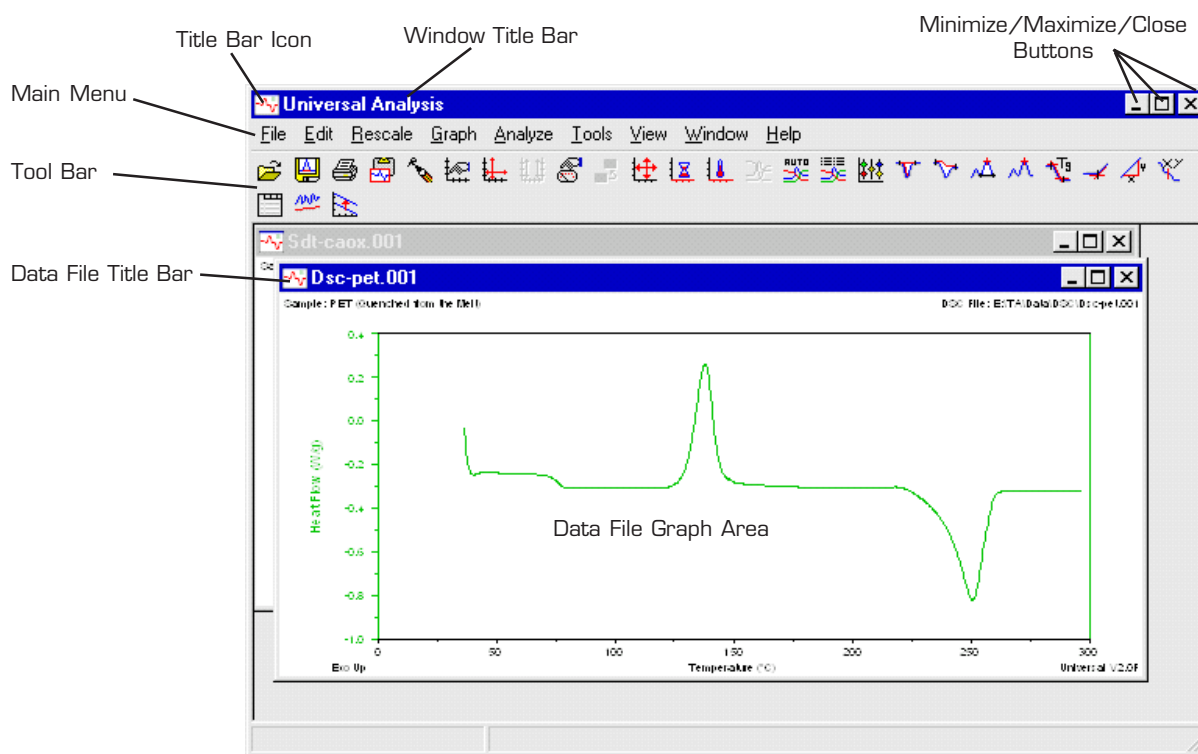 Title Bar Icon
Window Title Bar
Minimize/Maximize/Close
Buttons
Main Menu
Universal Analysis
File Edit Rescale Graph Analyze Tools View Window Help
Tool Bar
AUTO
Tg
Sdt-caox.001
Data File Title Bar
Dsc-pet.001
Sample: PET (Quenched from the Melt)
DSC File: E:\TA\Data\DSC\Dsc-pet.001
0.4
0.2
0.0
-0.2
-0.4
-0.6
-0.8
-1.0
Heat Flow (W/g)
Data File Graph Area
0 50 100 150 200 250 300
Exo Up
Temperature (°C)
Universal V2.0F